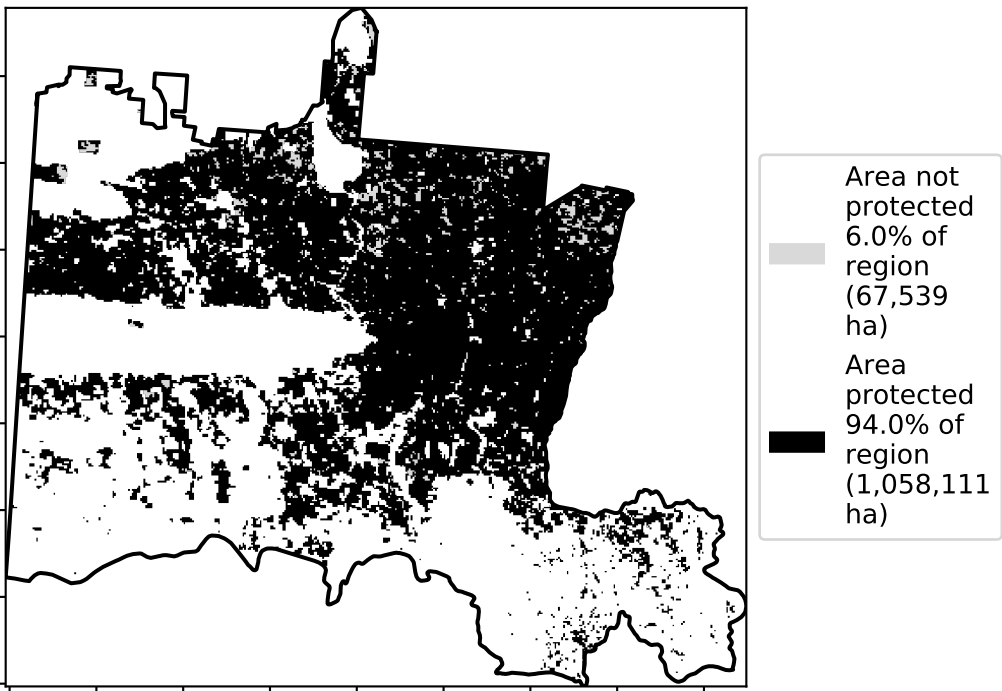 Area not
protected
6.0% of
region
(67,539
ha)
Area
protected
94.0% of
region
(1,058,111
ha)